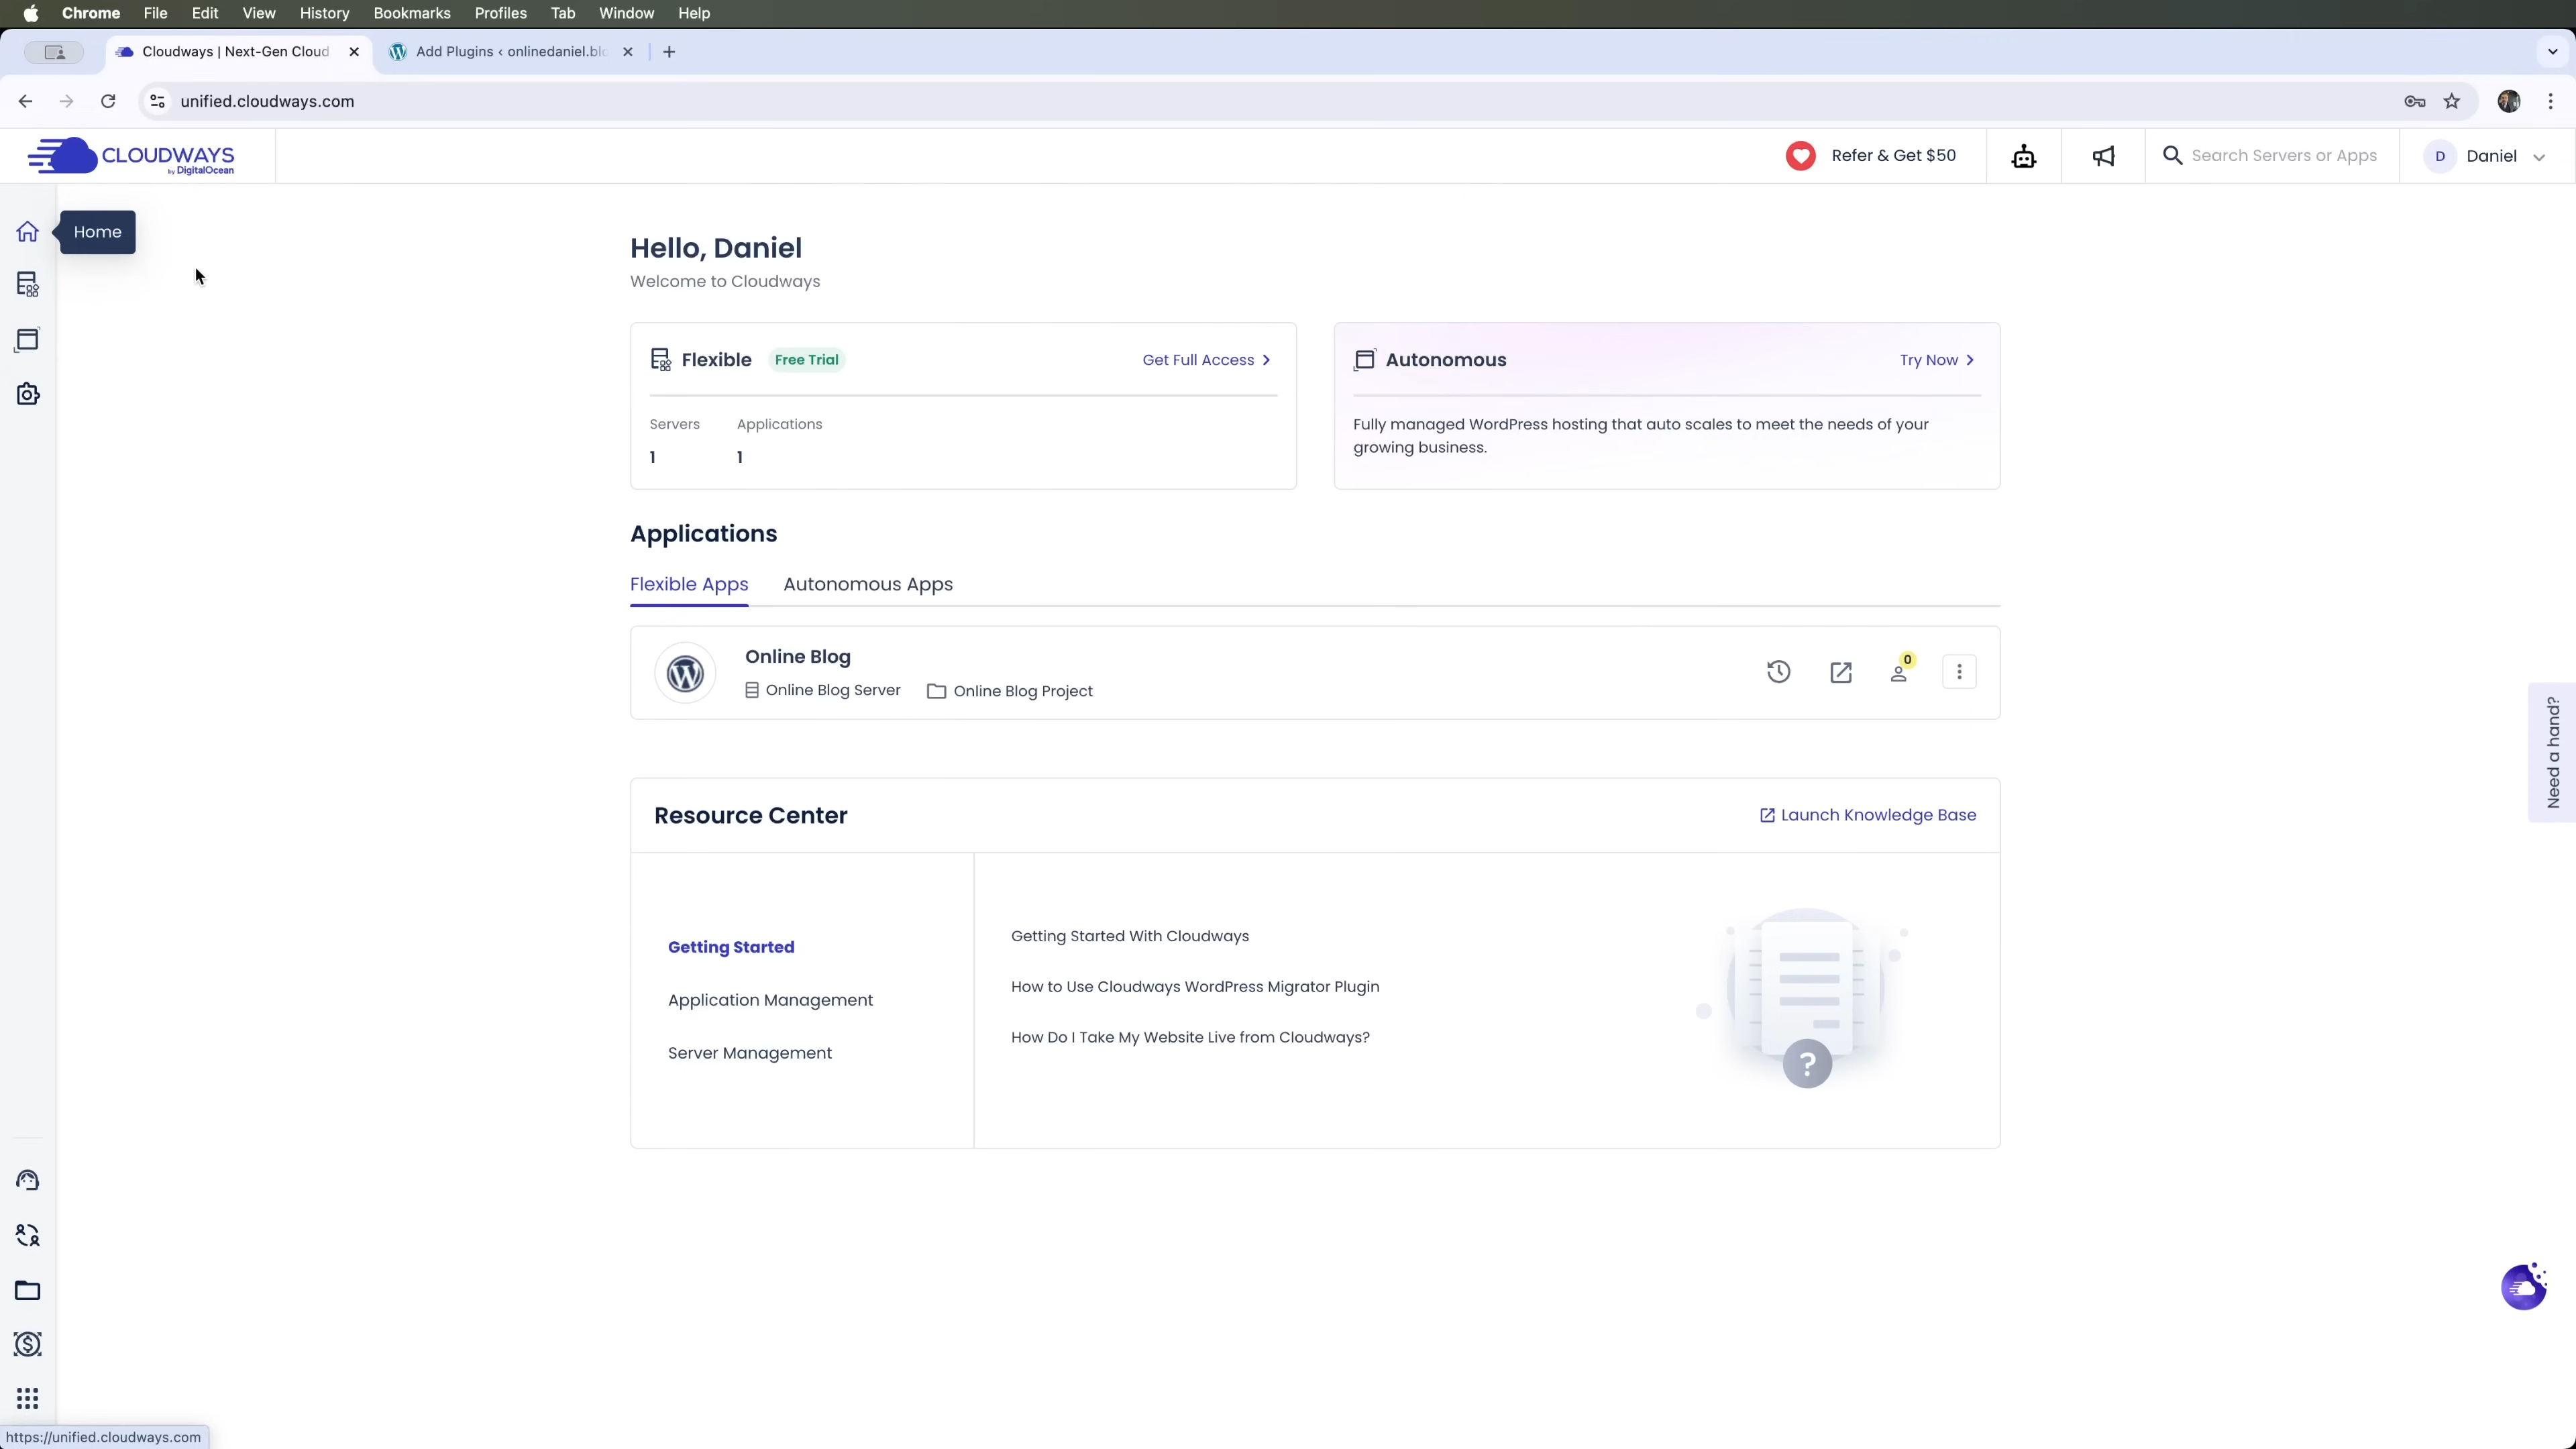 Chrome File Edit View History Bookmarks Profiles Tab Window Help
Cloudways | Next-Gen Cloud
Add Plugins ‹ onlinedaniel.blo
unified.cloudways.com
CLOUDWAYS
by DigitalOcean
Refer & Get $50
Search Servers or Apps
D Daniel
Home
Hello, Daniel
Welcome to Cloudways
Flexible Free Trial Get Full Access
Servers Applications
1 1
Autonomous Try Now
Fully managed WordPress hosting that auto scales to meet the needs of your
growing business.
Applications
Flexible Apps Autonomous Apps
Online Blog
Online Blog Server Online Blog Project
0
Need a hand?
Resource Center Launch Knowledge Base
Getting Started
Application Management
Server Management
Getting Started With Cloudways
How to Use Cloudways WordPress Migrator Plugin
How Do I Take My Website Live from Cloudways?
?
https://unified.cloudways.com